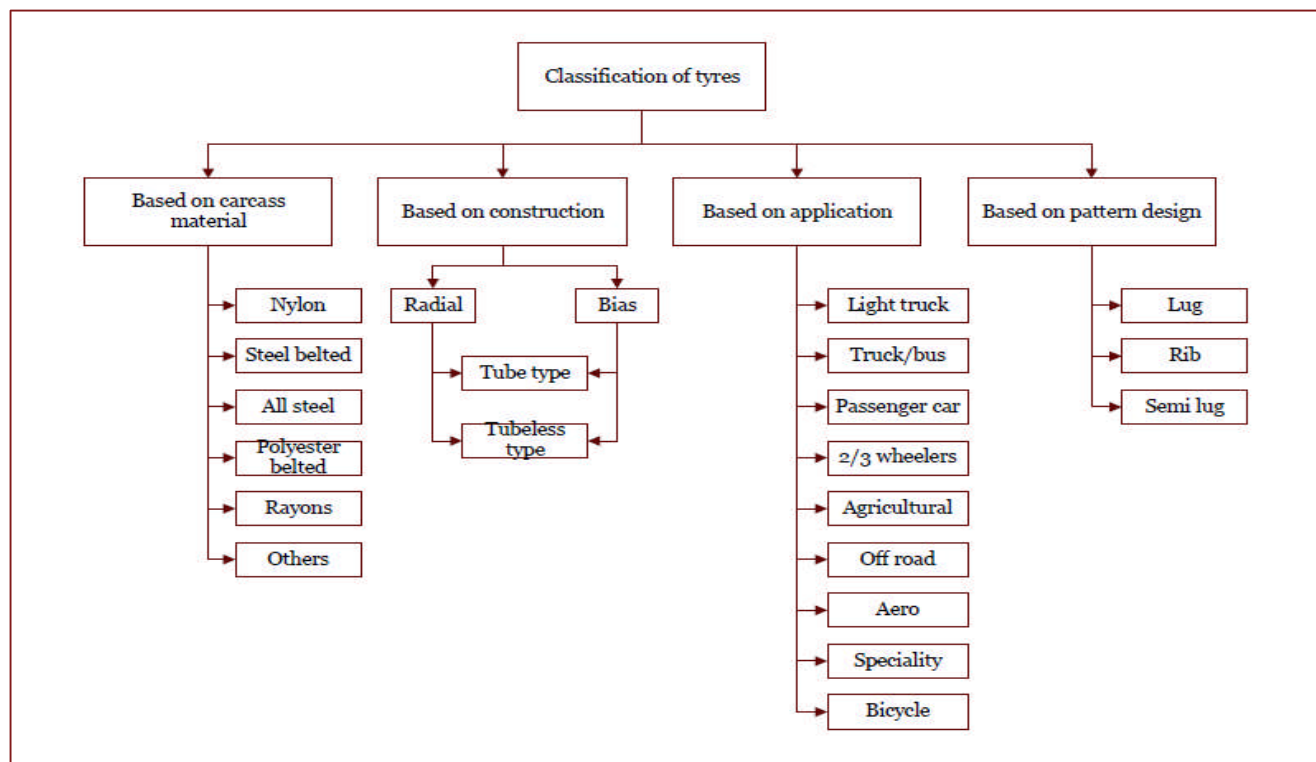 Classification of tyres
Based on carcass
material
Based on construction
Based on application
Based on pattern design
Nylon
Steel belted
All steel
Polyester
belted
Rayons
Others
Radial
Bias
Tube type
Tubeless
type
Light truck
Truck/bus
Passenger car
2/3 wheelers
Agricultural
Off road
Aero
Speciality
Bicycle
Lug
Rib
Semi lug